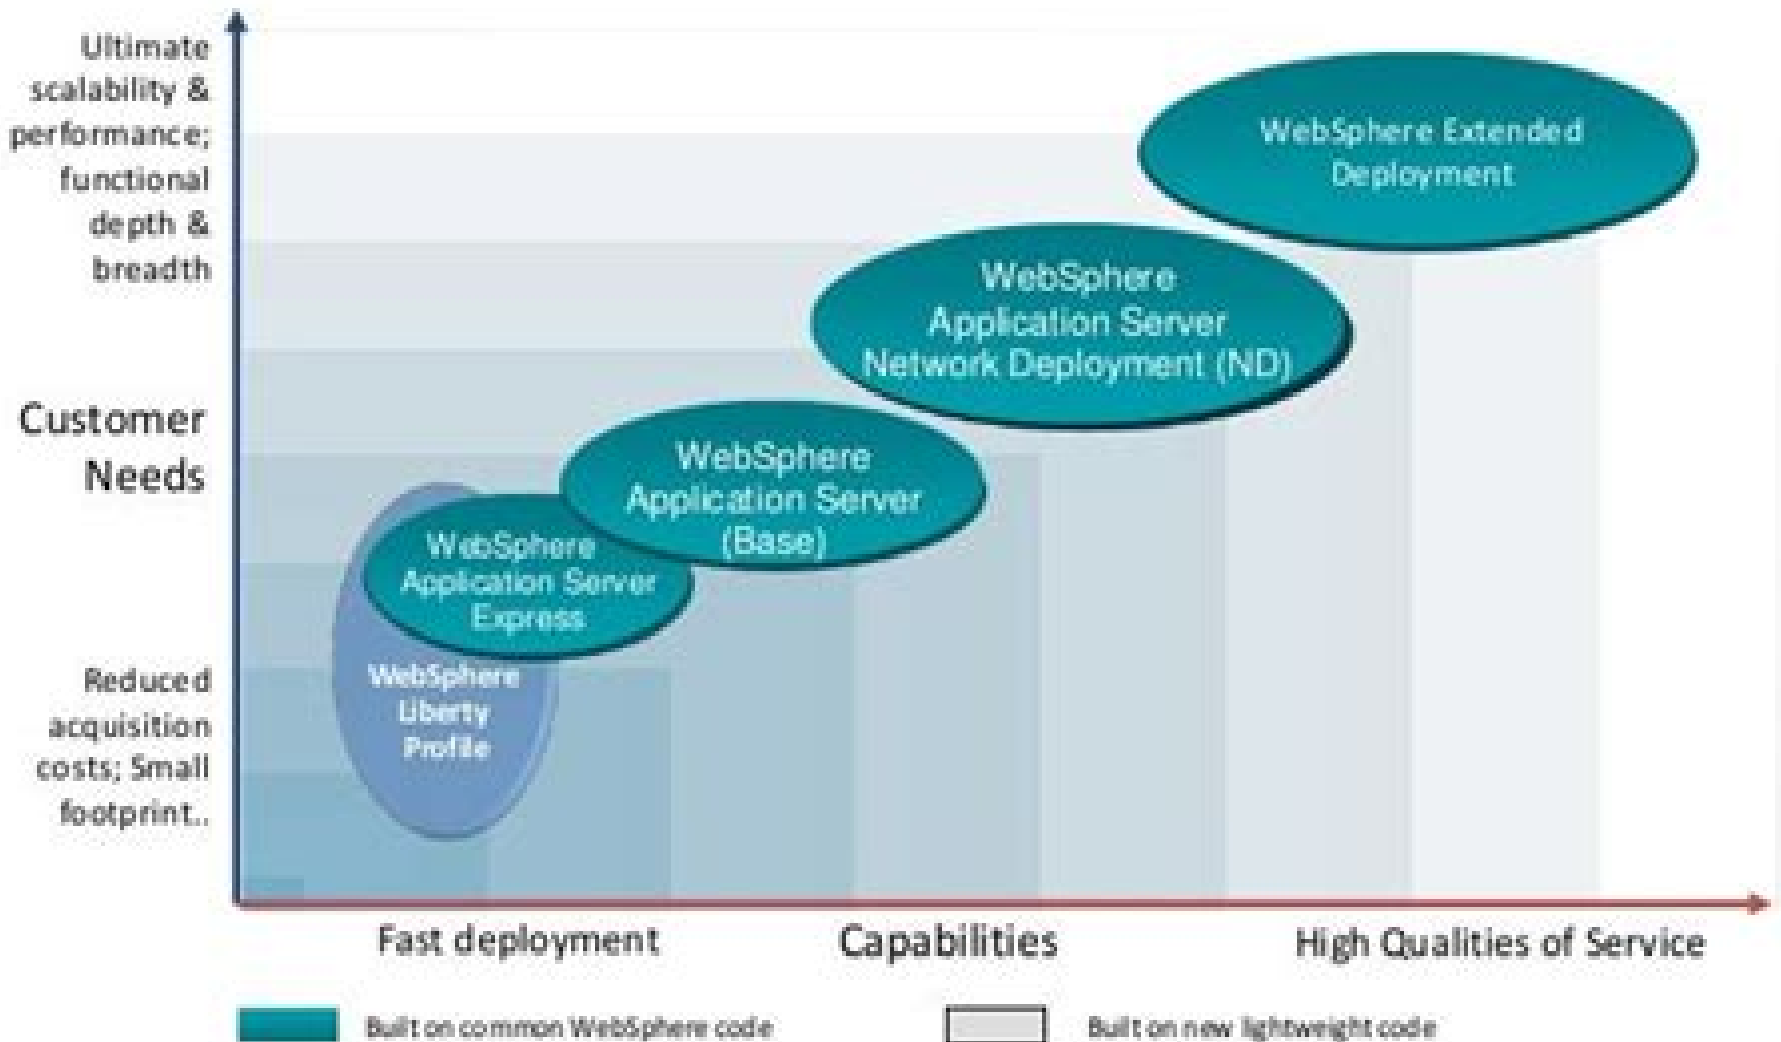 Ultimate
scalability &
performance;
functional
depth &
breadth
Customer
Needs
Reduced
acquisition
costs; Small
footprint..
WebSphere Extended
Deployment
WebSphere
Application Server
Network Deployment (ND)
WebSphere
Application Server
(Base)
WebSphere
Application Server
Express
WebSphere
Liberty
Profile
Fast deployment
Capabilities
High Qualities of Service
Built on common WebSphere code
Built on new lightweight code